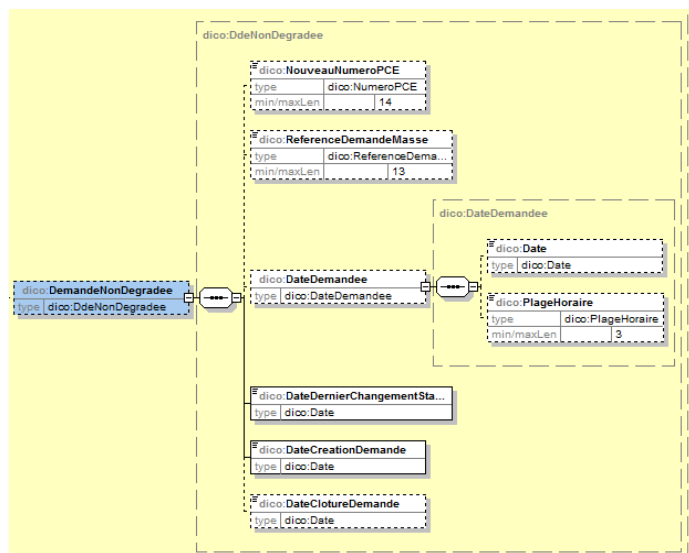 dico:DdeNonDegradee
dico:NouveauNumeroPCE
type dico:NumeroPCE
min/maxLen 14
dico:ReferenceDemandeMasse
type dico:ReferenceDema...
min/maxLen 13
dico:DateDemandee
dico:Date
type dico:Date
dico:DemandeNonDegradee
type dico:DdeNonDegradee
dico:DateDemandee
type dico:DateDemandee
dico:PlageHoraire
type dico:PlageHoraire
min/maxLen 3
dico:DateDernierChangementSta...
type dico:Date
dico:DateCreationDemande
type dico:Date
dico:DateClotureDemande
type dico:Date